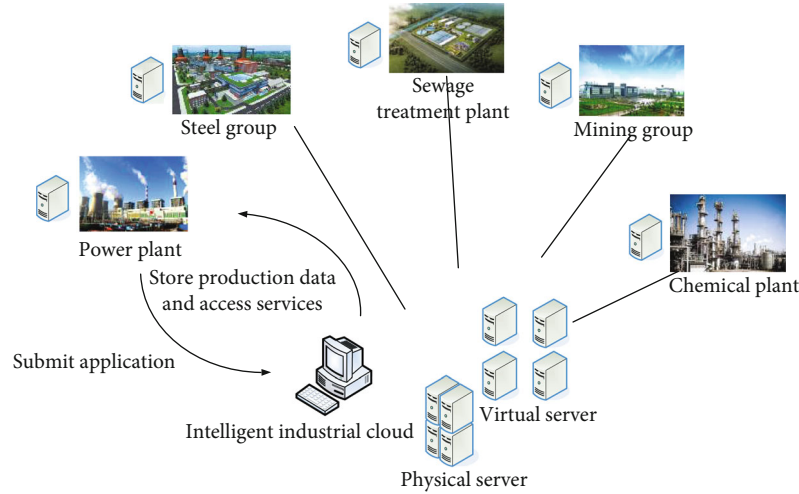 Sewage
treatment plant
Steel group
Mining group
Power plant
Chemical plant
Store production data
and access services
Submit application
Intelligent industrial cloud
Virtual server
Physical server